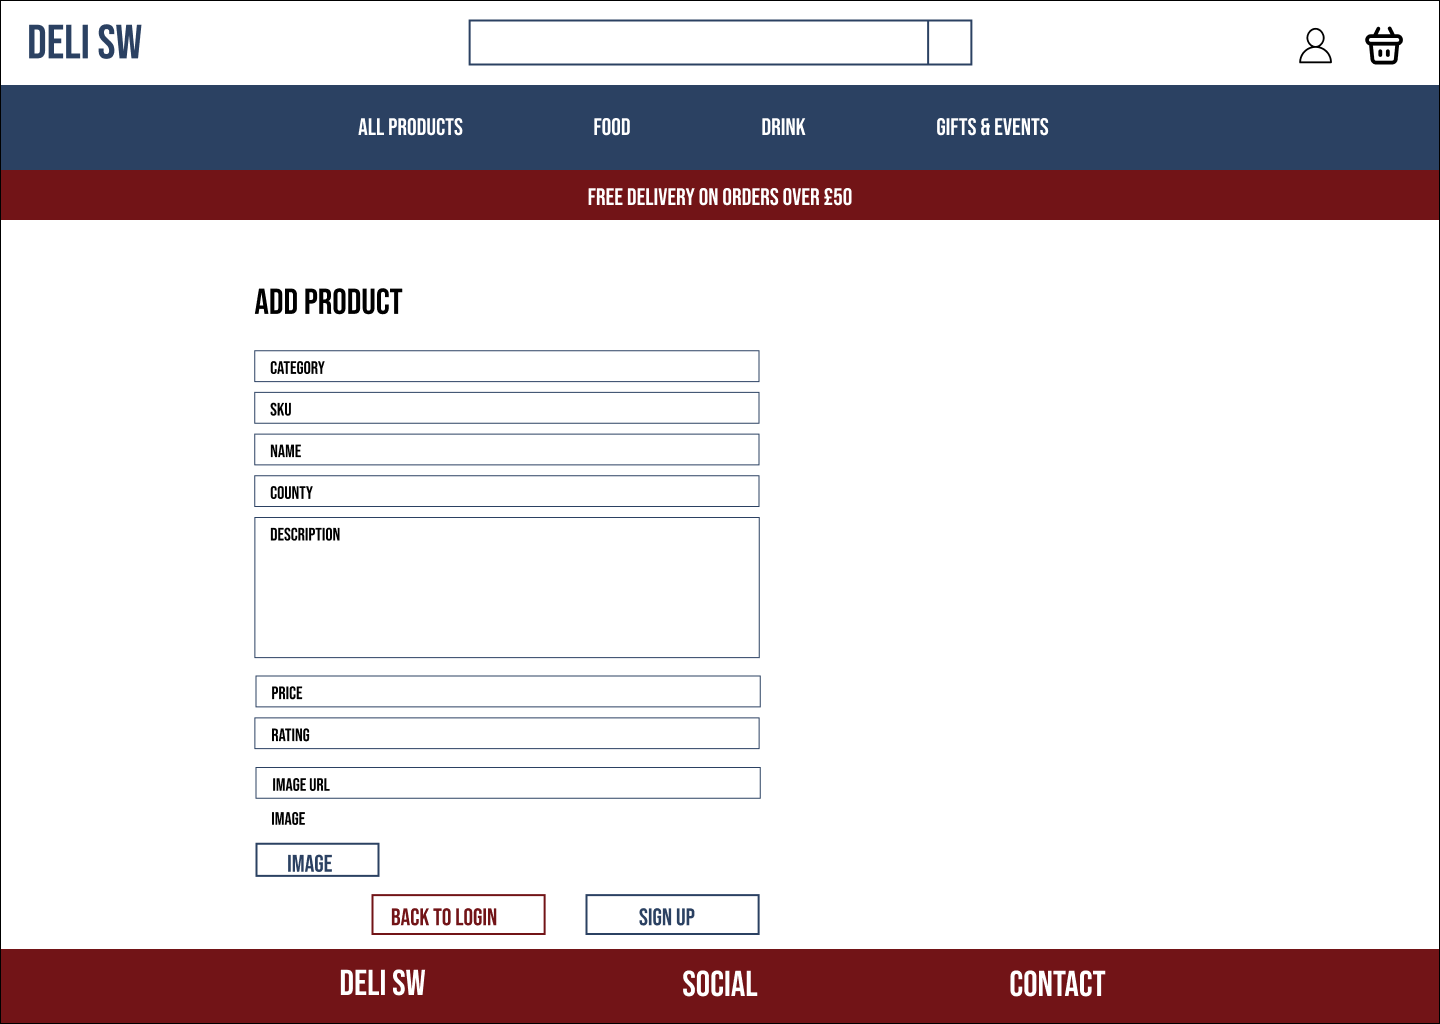 DELI SW
ALL PRODUCTS FOOD DRINK GIFTS & EVENTS
FREE DELIVERY ON ORDERS OVER £50
ADD PRODUCT
CATEGORY
SKU
NAME
COUNTY
DESCRIPTION
PRICE
RATING
IMAGE URL
IMAGE
IMAGE
BACK TO LOGIN SIGN UP
DELI SW SOCIAL CONTACT